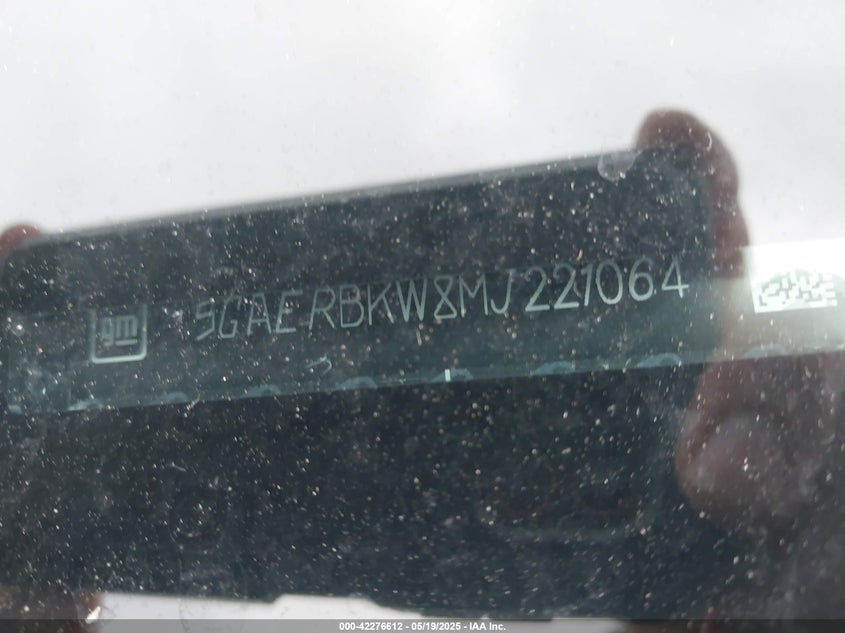 gm 5GAERBKW8MJ221064
000-42276612 - 05/19/2025 - IAA Inc.